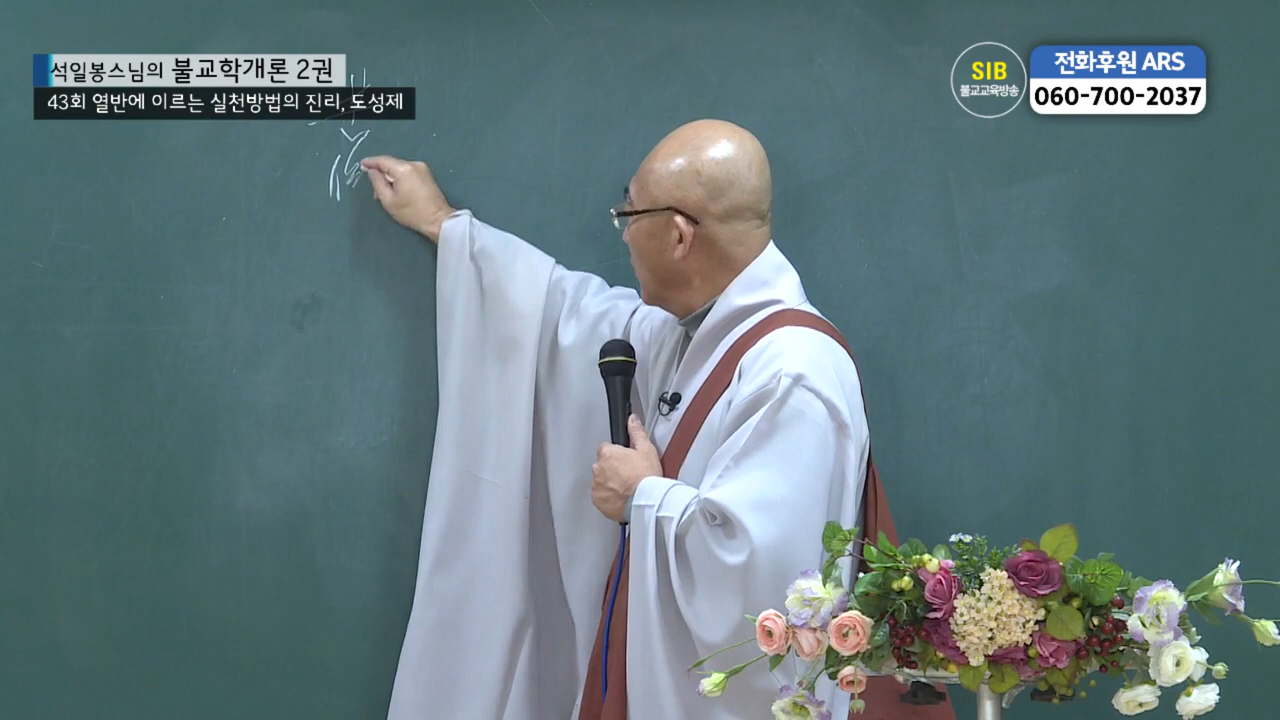 석일봉스님의 불교학개론 2권
43회 열반에 이르는 실천방법의 진리, 도성제
SIB
불교교육방송
전화후원 ARS
060-700-2037